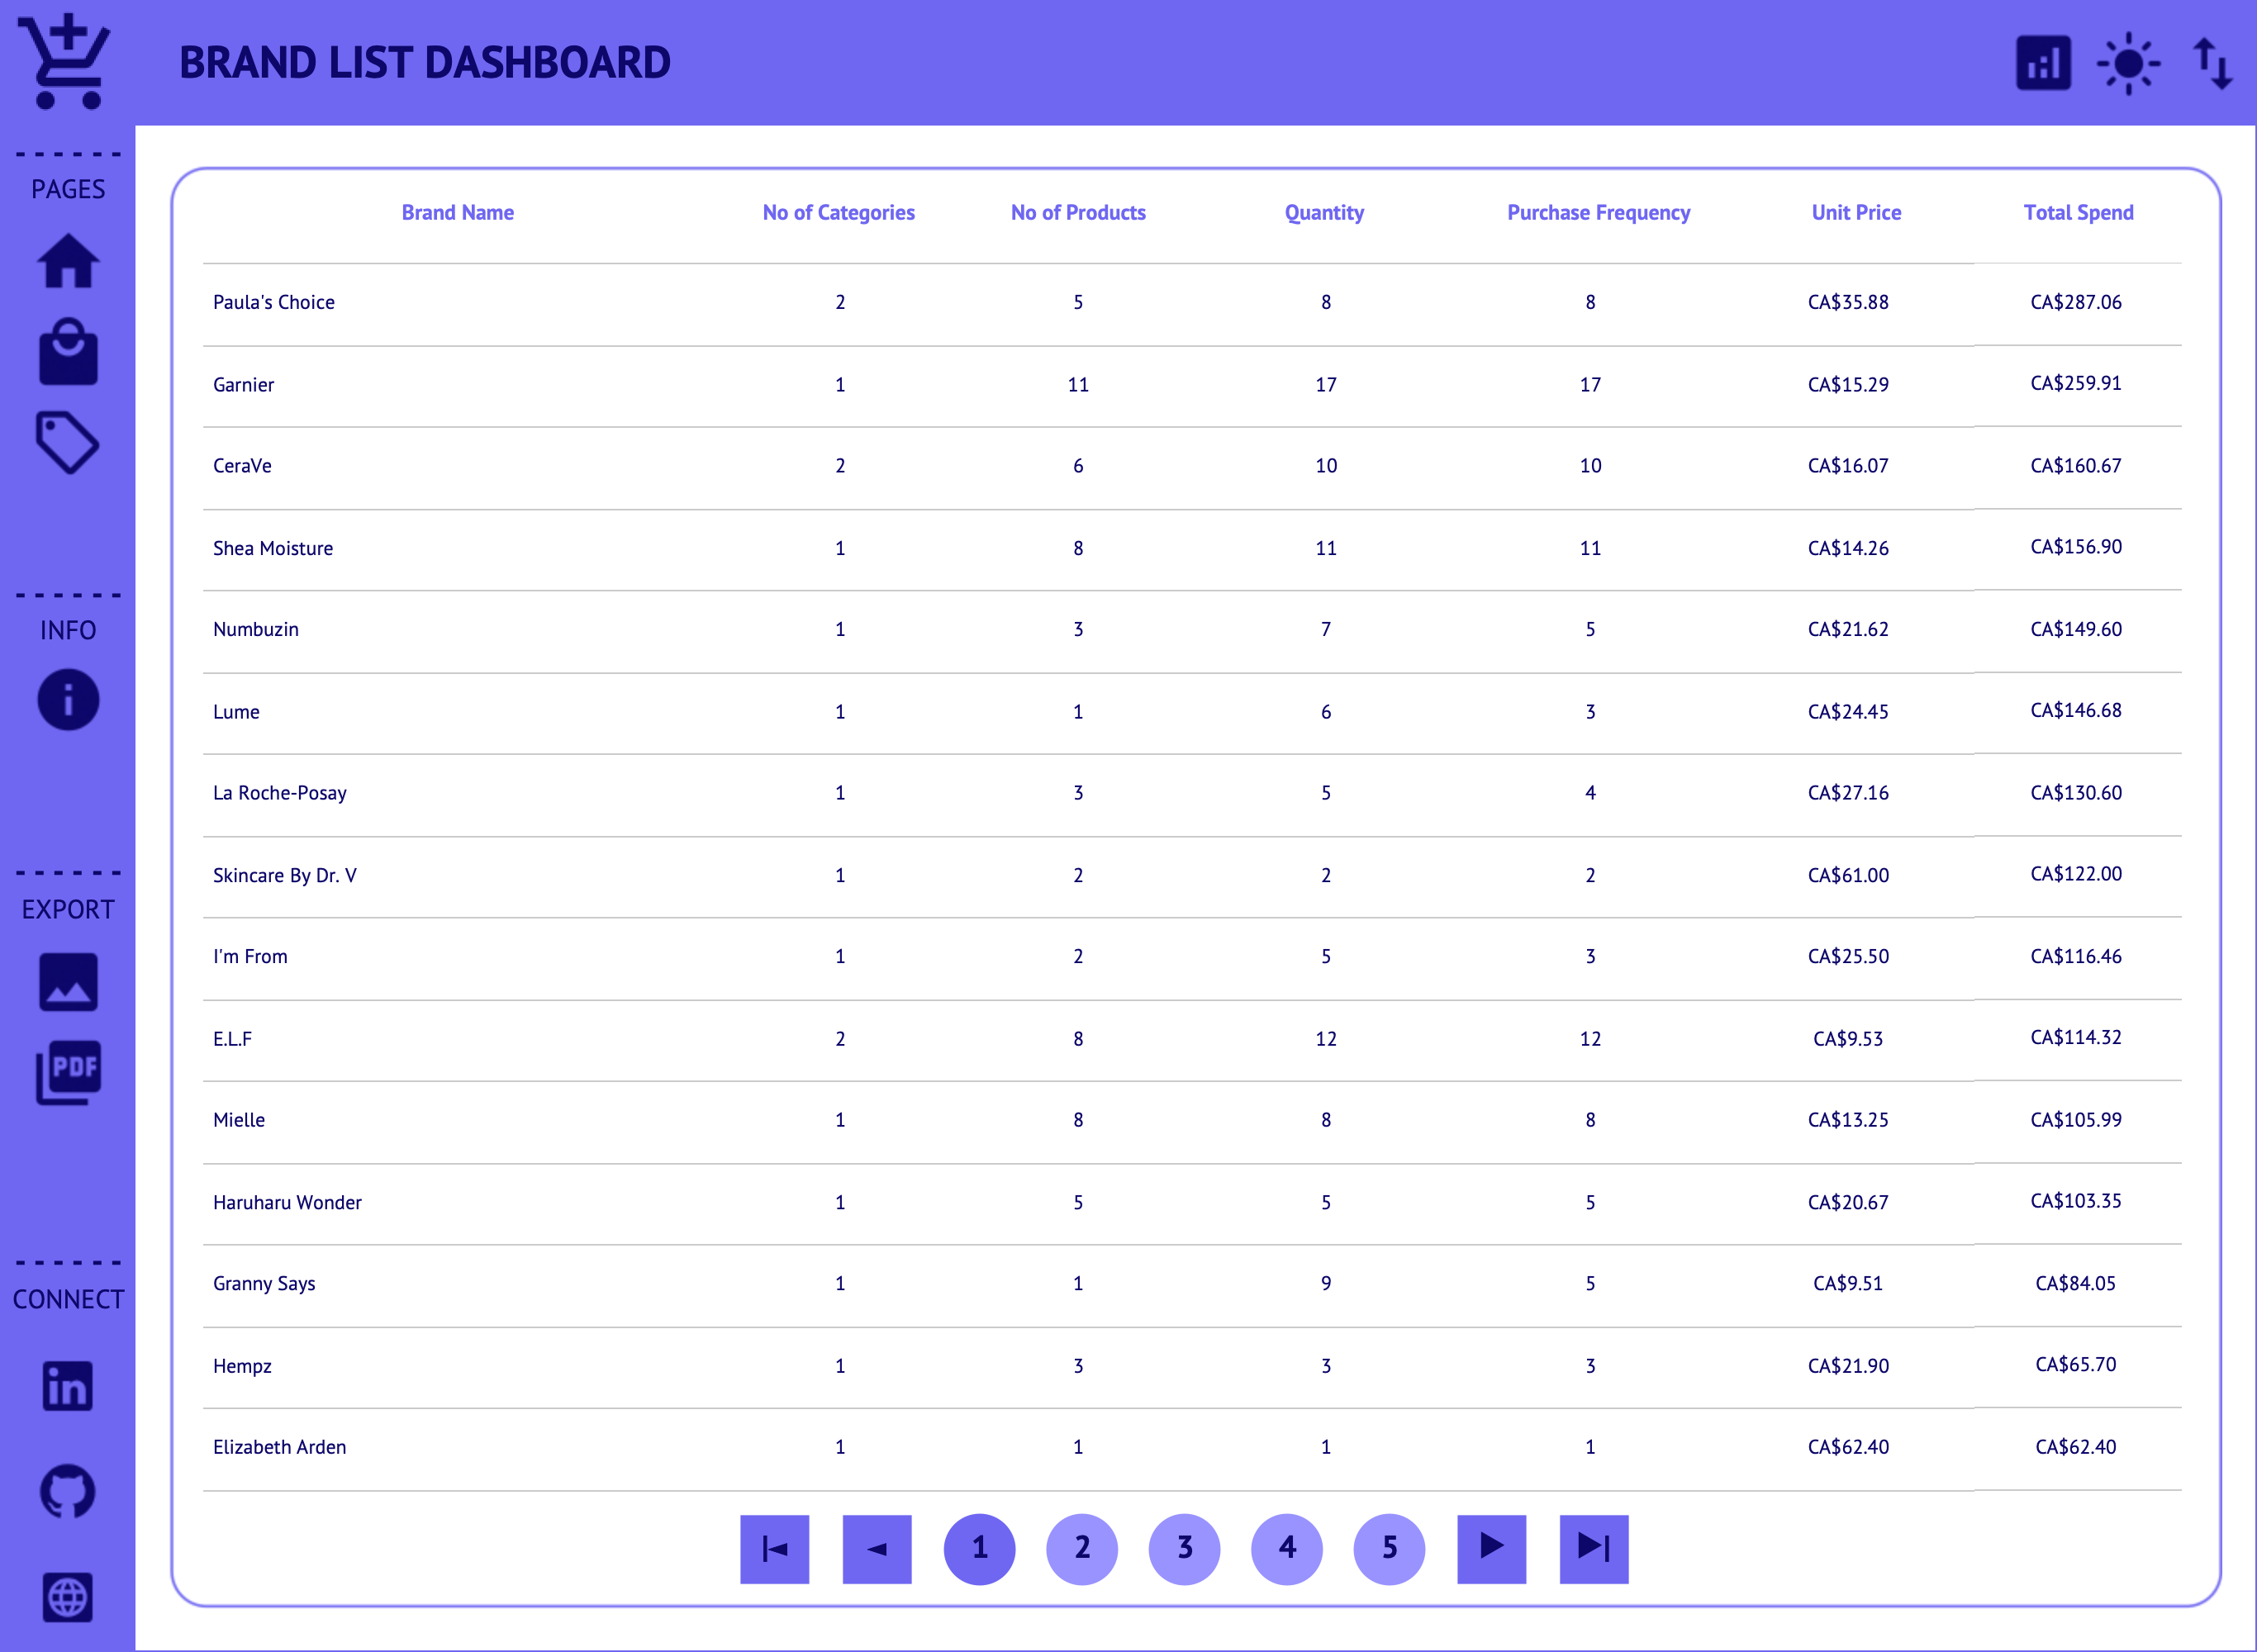 BRAND LIST DASHBOARD
PAGES
INFO
EXPORT
PDF
CONNECT
in
Brand Name No of Categories No of Products Quantity Purchase Frequency Unit Price Total Spend
Paula's Choice 2 5 8 8 CA$35.88 CA$287.06
Garnier 1 11 17 17 CA$15.29 CA$259.91
CeraVe 2 6 10 10 CA$16.07 CA$160.67
Shea Moisture 1 8 11 11 CA$14.26 CA$156.90
Numbuzin 1 3 7 5 CA$21.62 CA$149.60
Lume 1 1 6 3 CA$24.45 CA$146.68
La Roche-Posay 1 3 5 4 CA$27.16 CA$130.60
Skincare By Dr. V 1 2 2 2 CA$61.00 CA$122.00
I'm From 1 2 5 3 CA$25.50 CA$116.46
E.L.F 2 8 12 12 CA$9.53 CA$114.32
Mielle 1 8 8 8 CA$13.25 CA$105.99
Haruharu Wonder 1 5 5 5 CA$20.67 CA$103.35
Granny Says 1 1 9 5 CA$9.51 CA$84.05
Hempz 1 3 3 3 CA$21.90 CA$65.70
Elizabeth Arden 1 1 1 1 CA$62.40 CA$62.40
1 2 3 4 5